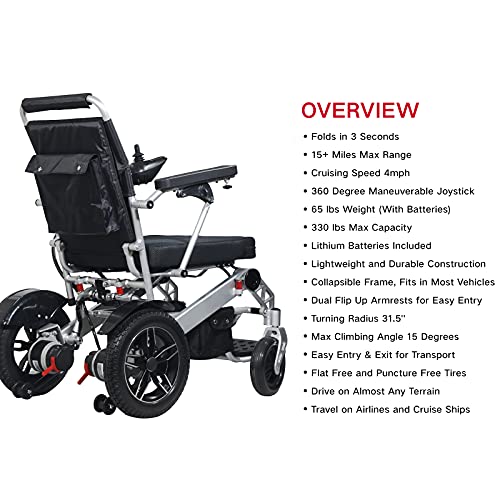 OVERVIEW
• Folds in 3 Seconds
• 15+ Miles Max Range
• Cruising Speed 4mph
• 360 Degree Maneuverable Joystick
• 65 lbs Weight (With Batteries)
• 330 lbs Max Capacity
• Lithium Batteries Included
• Lightweight and Durable Construction
• Collapsible Frame, Fits in Most Vehicles
• Dual Flip Up Armrests for Easy Entry
• Turning Radius 31.5''
• Max Climbing Angle 15 Degrees
• Easy Entry & Exit for Transport
• Flat Free and Puncture Free Tires
• Drive on Almost Any Terrain
• Travel on Airlines and Cruise Ships